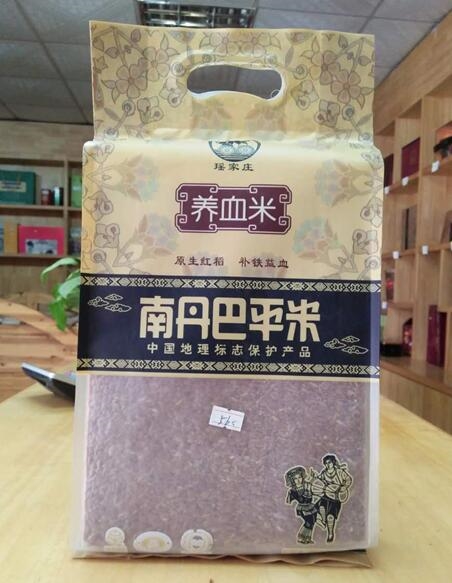 瑶家庄
养血米
原生红稻 补铁益血
南丹巴平米
中国地理标志保护产品